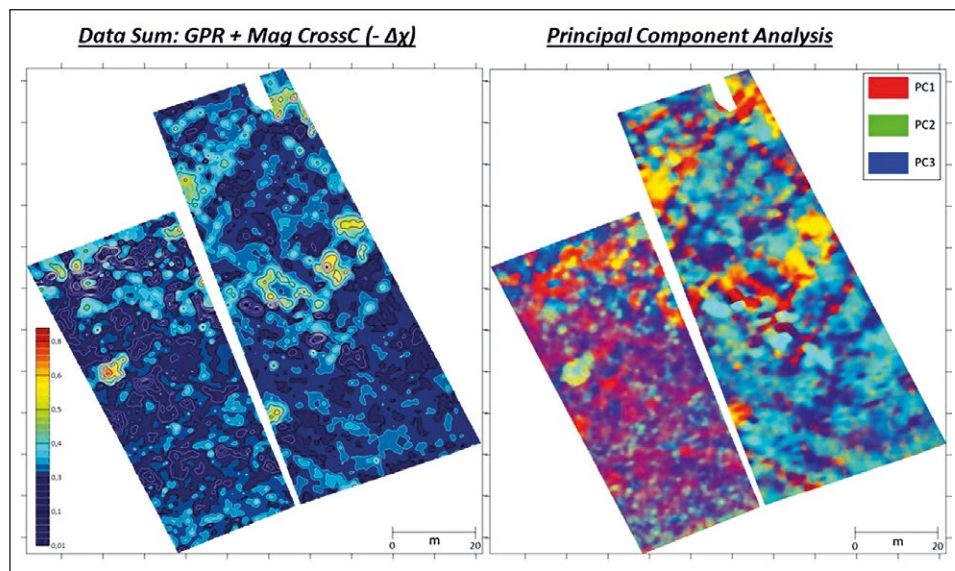 Data Sum: GPR + Mag CrossC (- Δχ)
Principal Component Analysis
PC1
PC2
PC3
0,8
0,6
0,5
0,4
0,3
0,1
0,01
0 20
m
0 20
m